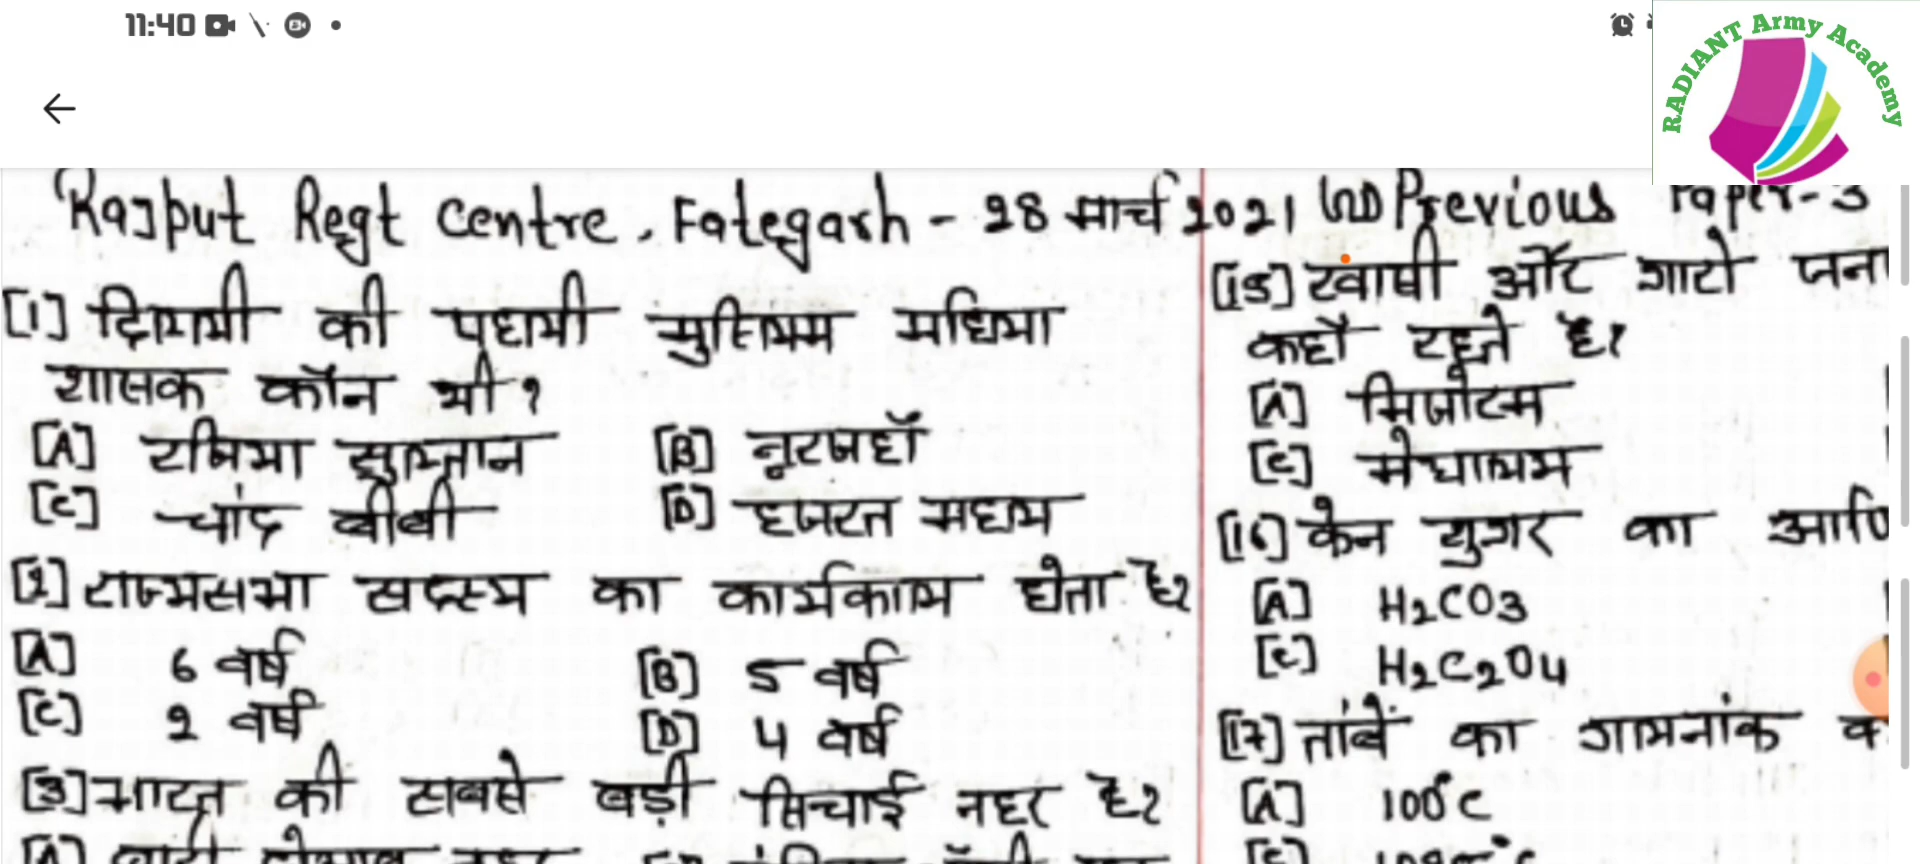 11:40
RADIANT Army Academy
Rajput Regt Centre, Fategarh - 28 मार्च 2021 GD Previous Paper-3
[1] दिल्ली की पहली मुस्लिम महिला
शासक कौन थी?
[A] रजिया सुल्तान [B] नूरजहाँ
[C] चांद बीबी [D] हजरत महल
[2] राज्यसभा सदस्य का कार्यकाल होता है?
[A] 6 वर्ष [B] 5 वर्ष
[C] 2 वर्ष [D] 4 वर्ष
[3] भारत की सबसे बड़ी सिंचाई नहर है?
[A]
[15] खासी और गारो जना
कहाँ रहते है?
[A] मिजोरम
[C] मेघालय
[16] केन शुगर का
[A] H2CO3
[C] H2C2O4
[17] तांबे का गलनांक
[A] 100°C
[C]